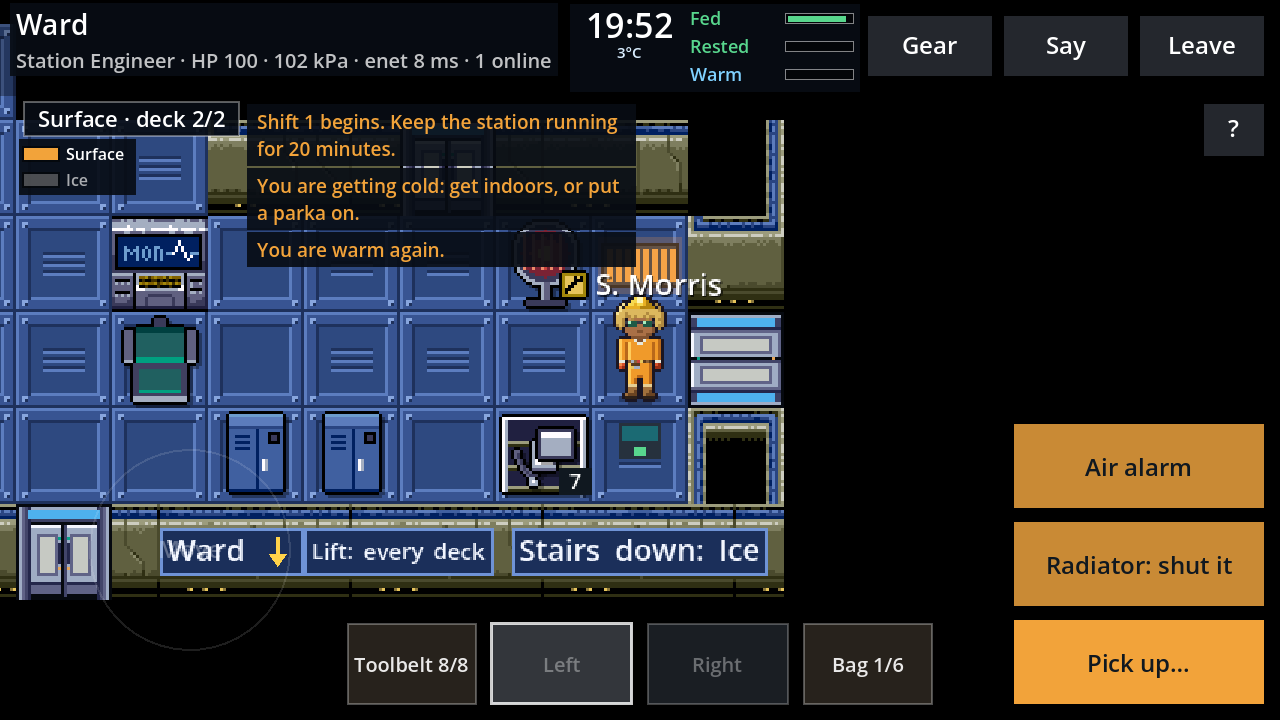 Ward
Station Engineer · HP 100 · 102 kPa · enet 8 ms · 1 online
19:52
3°C
Fed
Rested
Warm
Gear
Say
Leave
?
Surface · deck 2/2
Surface
Ice
Shift 1 begins. Keep the station running
for 20 minutes.
You are getting cold: get indoors, or put
a parka on.
You are warm again.
Mon
S. Morris
7
Ward
Lift: every deck
Stairs down: Ice
Air alarm
Radiator: shut it
Pick up...
Toolbelt 8/8
Left
Right
Bag 1/6